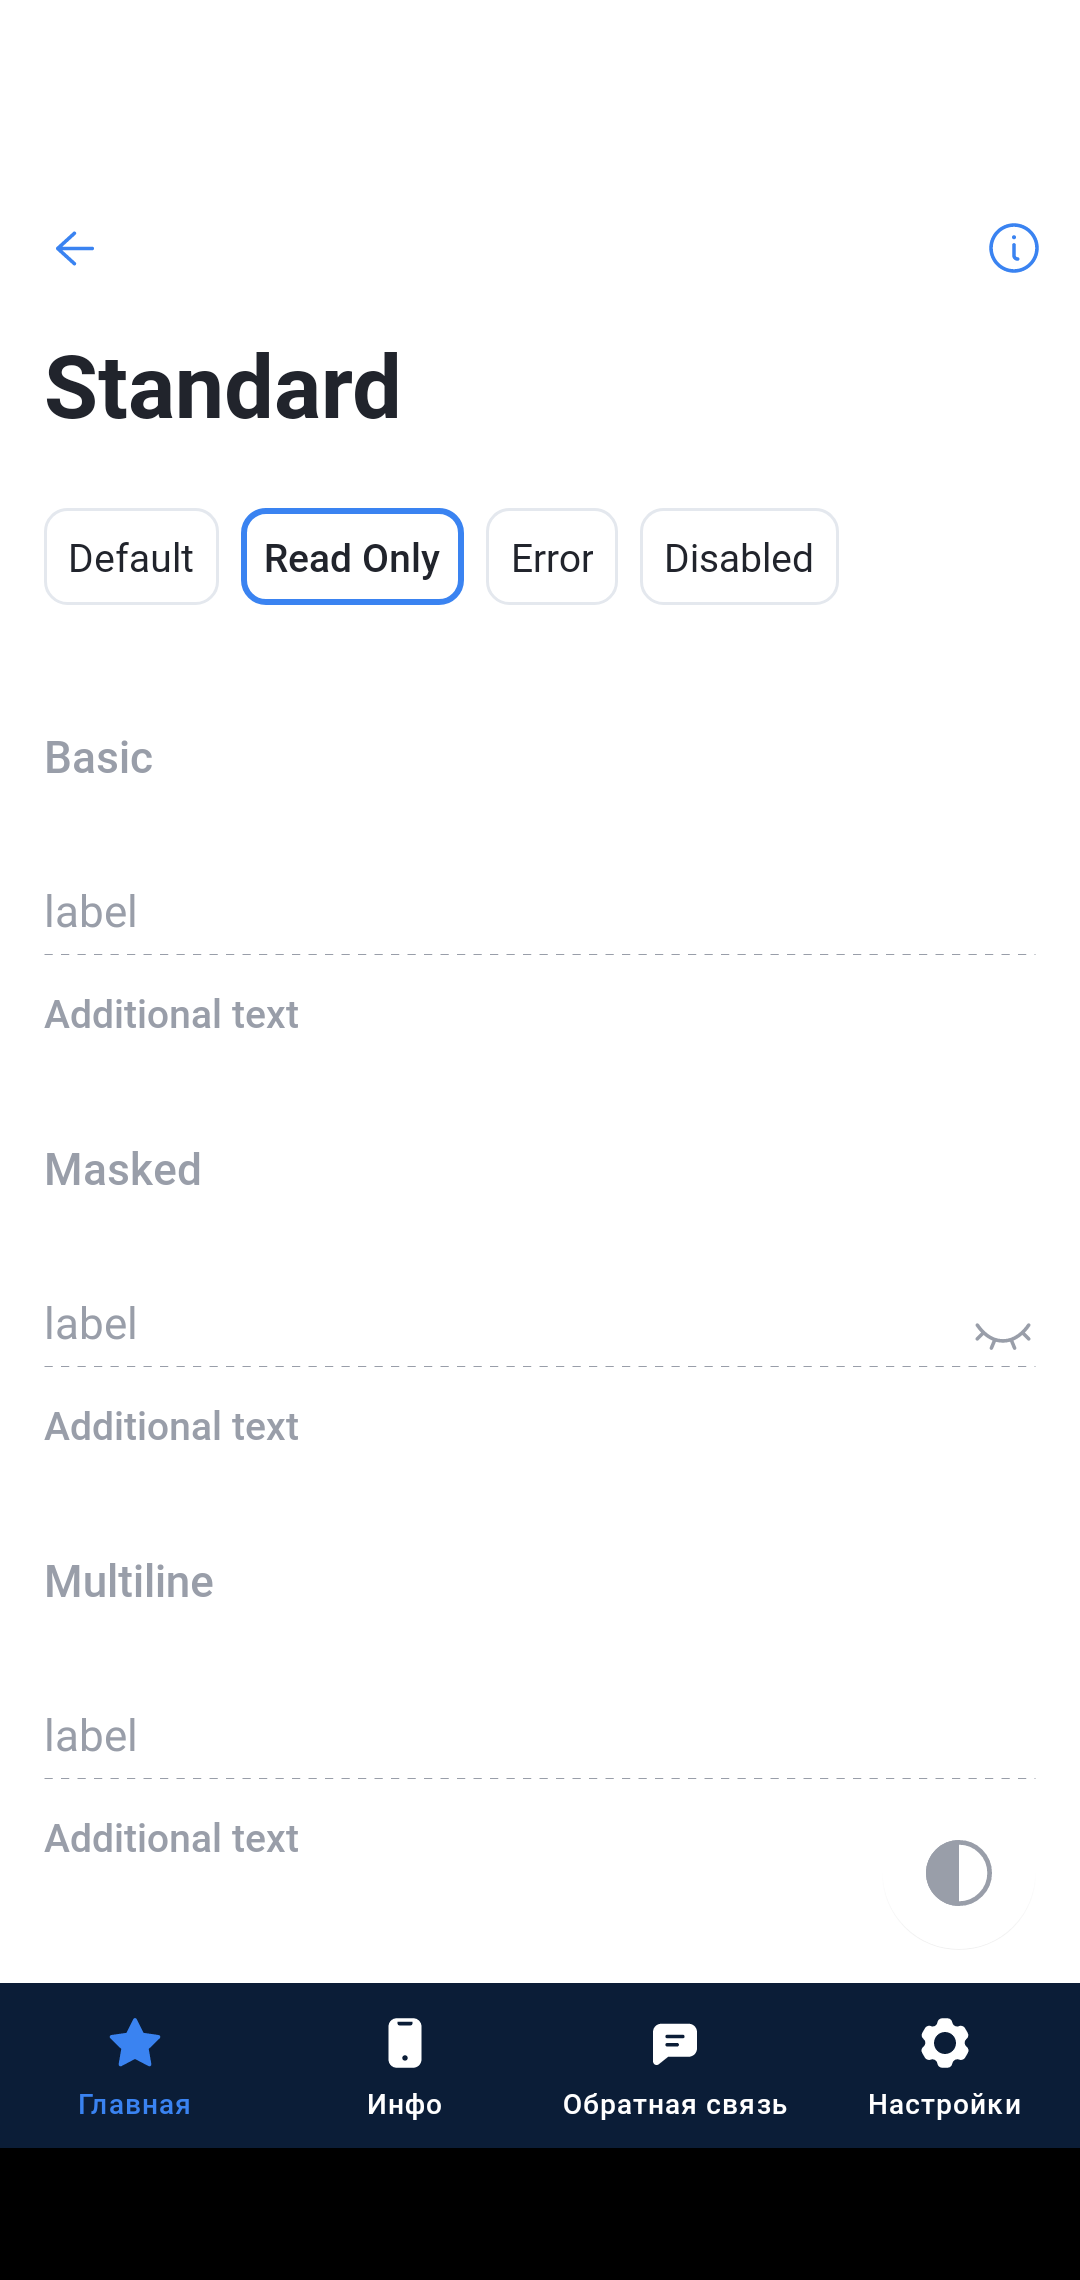 Standard
Default
Read Only
Error
Disabled
Basic
label
Additional text
Masked
label
Additional text
Multiline
label
Additional text
Главная
Инфо
Обратная связь
Настройки